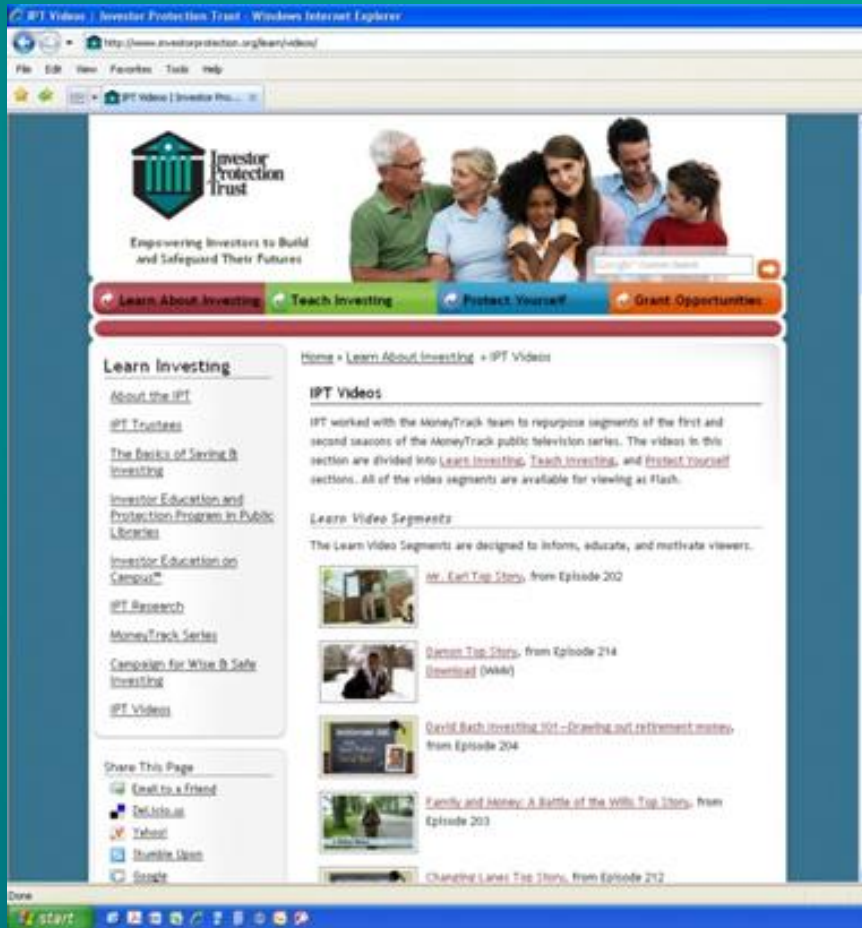 IPT Videos | Investor Protection Trust - Windows Internet Explorer
http://www.investorprotection.org/learn/videos/
File Edit View Favorites Tools Help
IPT Videos | Investor Pro...
Investor
Protection
Trust
Empowering Investors to Build
and Safeguard Their Futures
Learn About Investing Teach Investing Protect Yourself Grant Opportunities
Learn Investing
About the IPT
IPT Trustees
The Basics of Saving &
Investing
Investor Education and
Protection Program in Public
Libraries
Investor Education on
Campus℠
IPT Research
MoneyTrack Series
Campaign for Wise & Safe
Investing
IPT Videos
Share This Page
Email to a Friend
Del.icio.us
Yahoo!
Stumble Upon
Google
Home » Learn About Investing » IPT Videos
IPT Videos
IPT worked with the MoneyTrack team to repurpose segments of the first and
second seasons of the MoneyTrack public television series. The videos in this
section are divided into Learn Investing, Teach Investing, and Protect Yourself
sections. All of the video segments are available for viewing as Flash.
Learn Video Segments
The Learn Video Segments are designed to inform, educate, and motivate viewers.
Mr. Earl Top Story, from Episode 202
Damon Top Story, from Episode 214
Download (WMV)
David Bach Investing 101—Drawing out retirement money,
from Episode 204
Family and Money: A Battle of the Wills Top Story, from
Episode 203
Changing Lanes Top Story, from Episode 212
Done
start